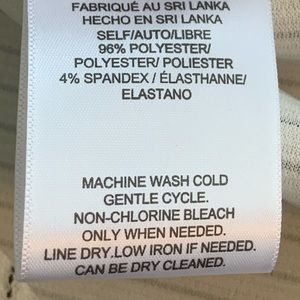 FABRIQUÉ AU SRI LANKA
HECHO EN SRI LANKA
SELF/AUTO/LIBRE
96% POLYESTER/
POLYESTER/ POLIESTER
4% SPANDEX / ÉLASTHANNE/
ELASTANO
MACHINE WASH COLD
GENTLE CYCLE.
NON-CHLORINE BLEACH
ONLY WHEN NEEDED.
LINE DRY.LOW IRON IF NEEDED.
CAN BE DRY CLEANED.